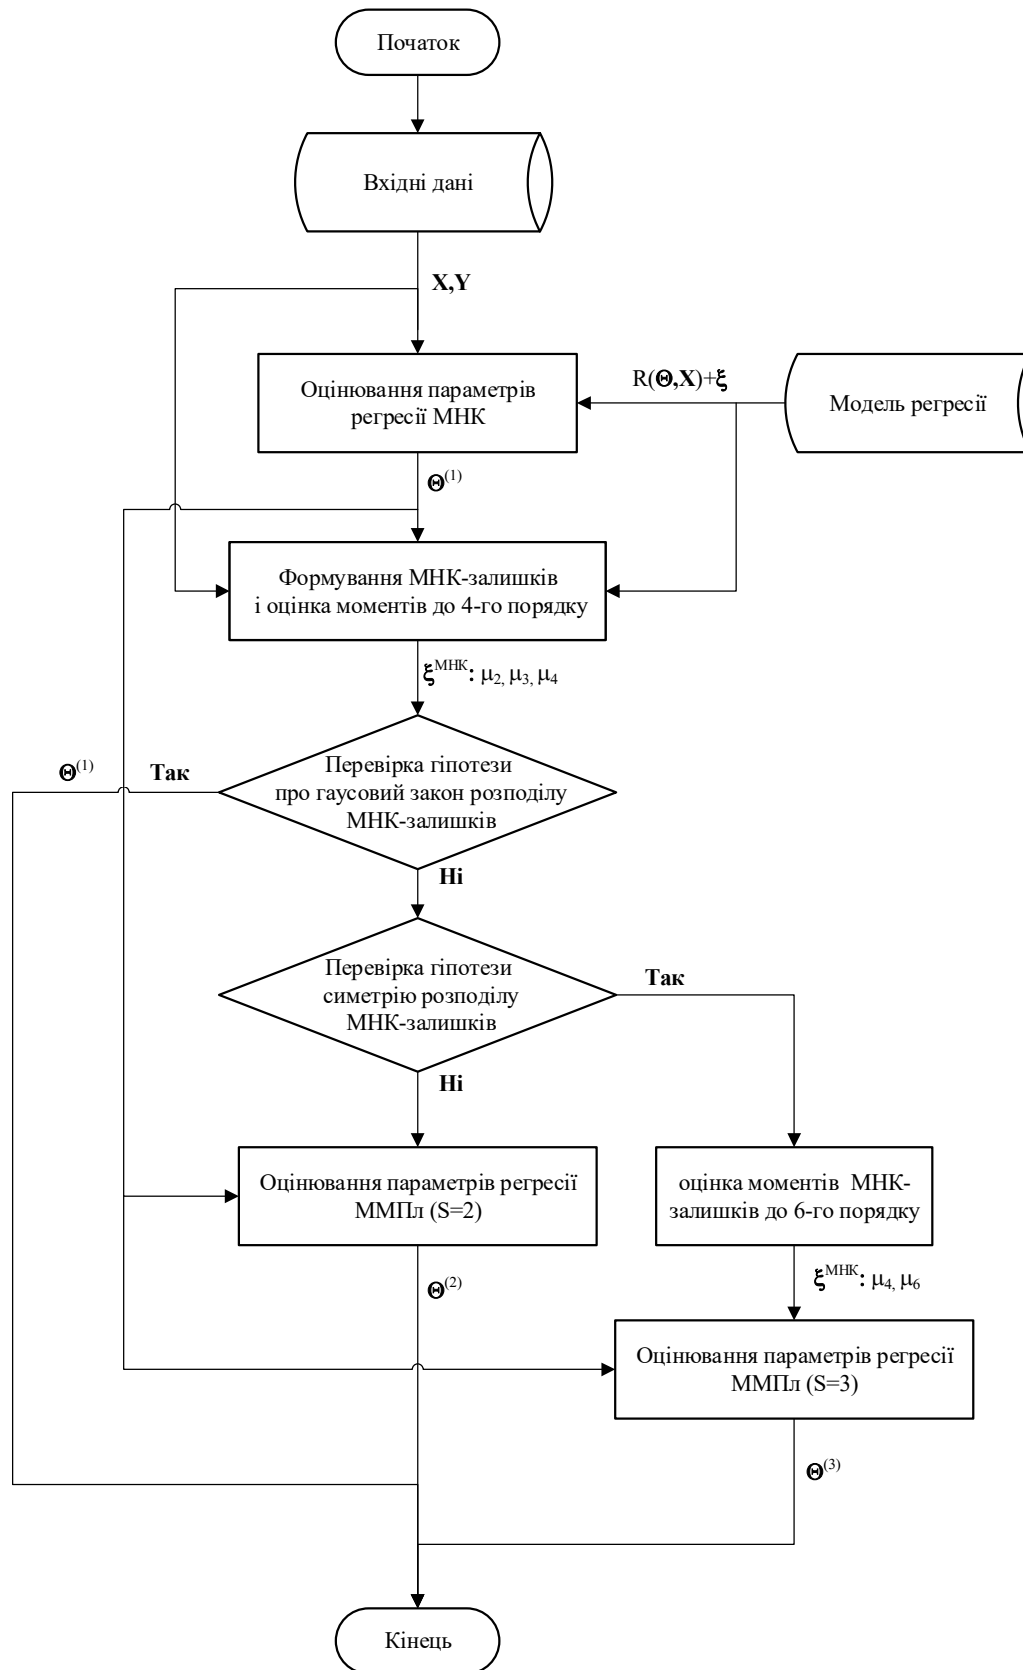 Початок
Вхідні дані
X,Y
Оцінювання параметрів
регресії МНК
R(Θ,X)+ξ
Модель регресії
Θ(1)
Формування МНК-залишків
і оцінка моментів до 4-го порядку
ξМНК: μ2, μ3, μ4
Θ(1)
Так
Перевірка гіпотези
про гаусовий закон розподілу
МНК-залишків
Ні
Перевірка гіпотези
симетрію розподілу
МНК-залишків
Так
Ні
Оцінювання параметрів регресії
ММПл (S=2)
оцінка моментів МНК-
залишків до 6-го порядку
Θ(2)
ξМНК: μ4, μ6
Оцінювання параметрів регресії
ММПл (S=3)
Θ(3)
Кінець